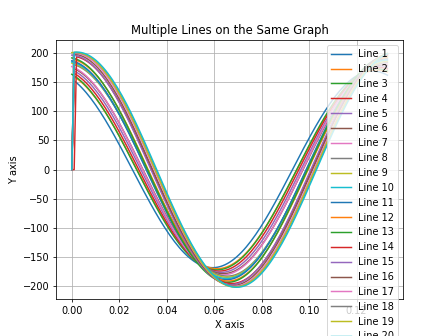 Multiple Lines on the Same Graph
Y axis
200
150
100
50
0
−50
−100
−150
−200
0.00
0.02
0.04
0.06
0.08
0.10
X axis
Line 1
Line 2
Line 3
Line 4
Line 5
Line 6
Line 7
Line 8
Line 9
Line 10
Line 11
Line 12
Line 13
Line 14
Line 15
Line 16
Line 17
Line 18
Line 19
Line 20